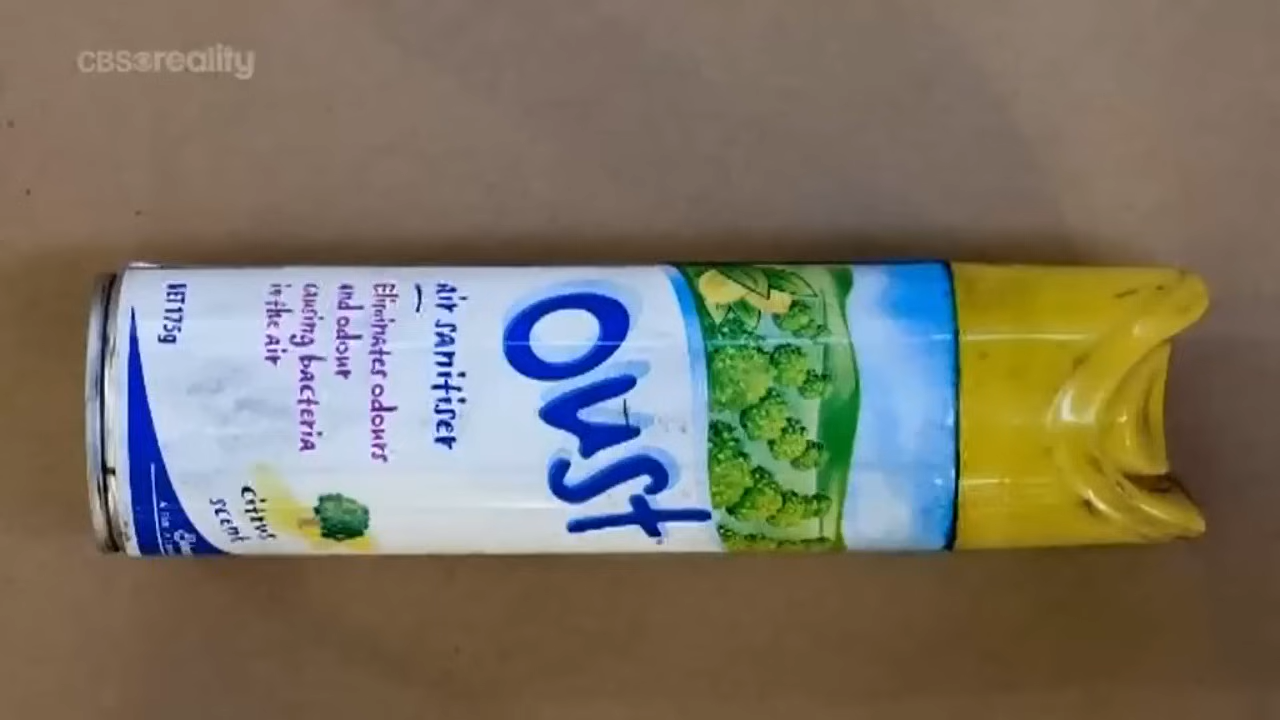 CBS reality
Oust
Air sanitiser
Eliminates odours
and odour
causing bacteria
in the air
citrus
scent
NET 175g